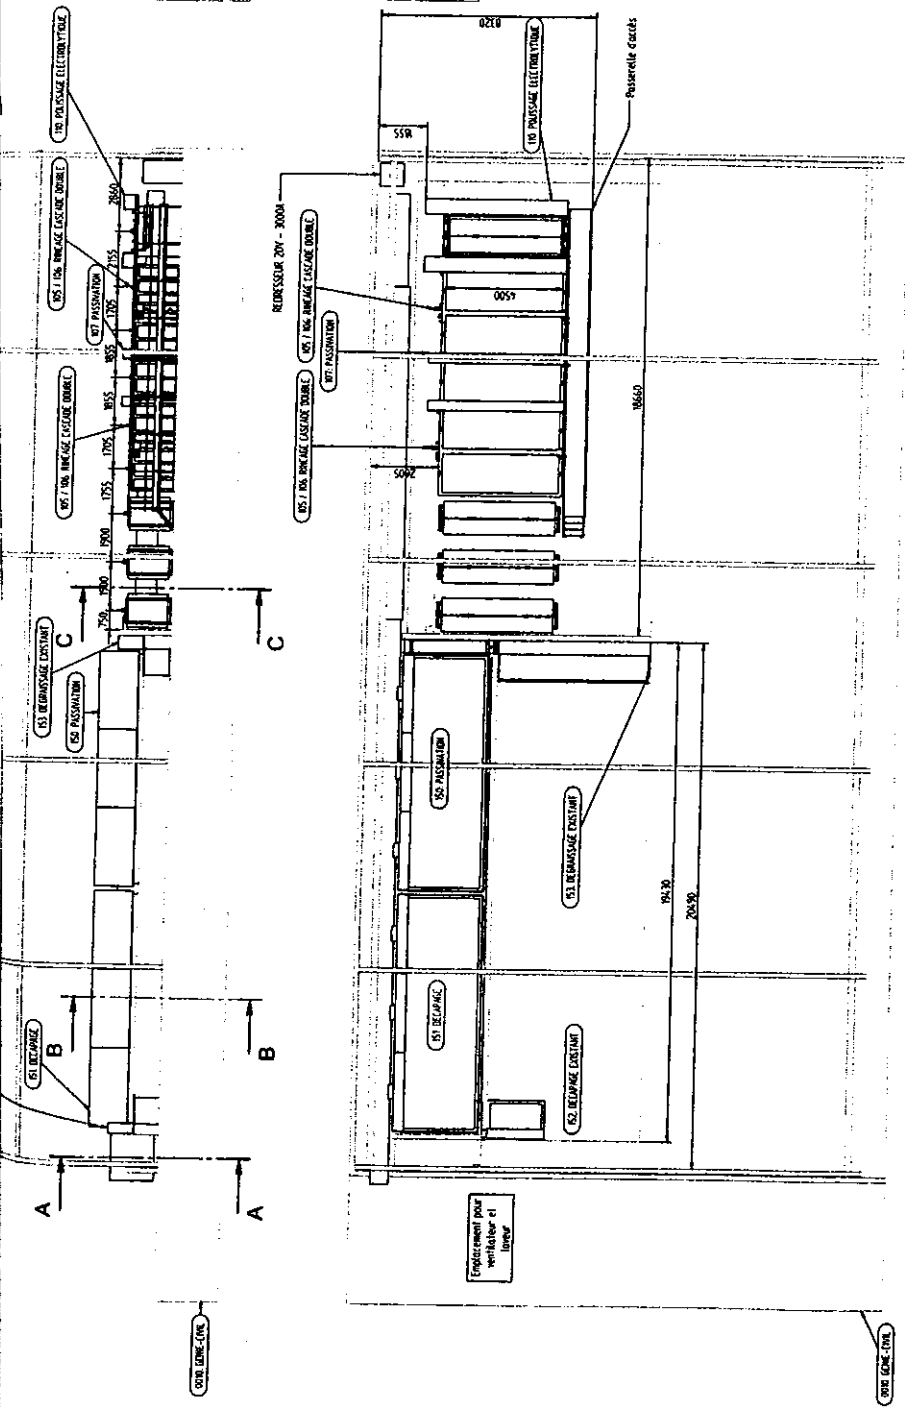 110 POLISSAGE ELECTROLYTIQUE
105 / 106 RINCAGE CASCADE DOUBLE
107 PASSIVATION
105 / 106 RINCAGE CASCADE DOUBLE
153 DEGRAISSAGE EXISTANT
150 PASSIVATION
151 DECAPAGE
0010 GENIE-CIVIL
750
1900
1900
1755
1705
1855
1855
1705
2155
2860
A
A
B
B
C
C
8320
1655
110 POLISSAGE ELECTROLYTIQUE
Passerelle d'accès
REDRESSEUR 20V - 3000A
105 / 106 RINCAGE CASCADE DOUBLE
107: PASSIVATION
105 / 106 RINCAGE CASCADE DOUBLE
4500
2605
18660
150: PASSIVATION
151 DECAPAGE
153: DEGRAISSAGE EXISTANT
152: DECAPAGE EXISTANT
19430
20490
Emplacement pour
ventilateur et
laveur
0010 GENIE-CIVIL